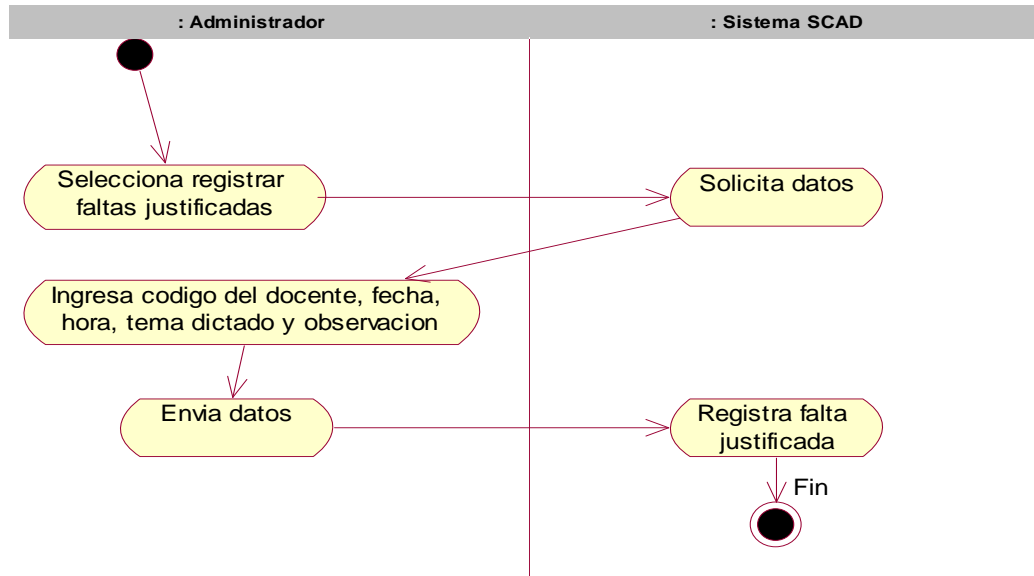 : Administrador
: Sistema SCAD
Selecciona registrar
faltas justificadas
Solicita datos
Ingresa codigo del docente, fecha,
hora, tema dictado y observacion
Envia datos
Registra falta
justificada
Fin